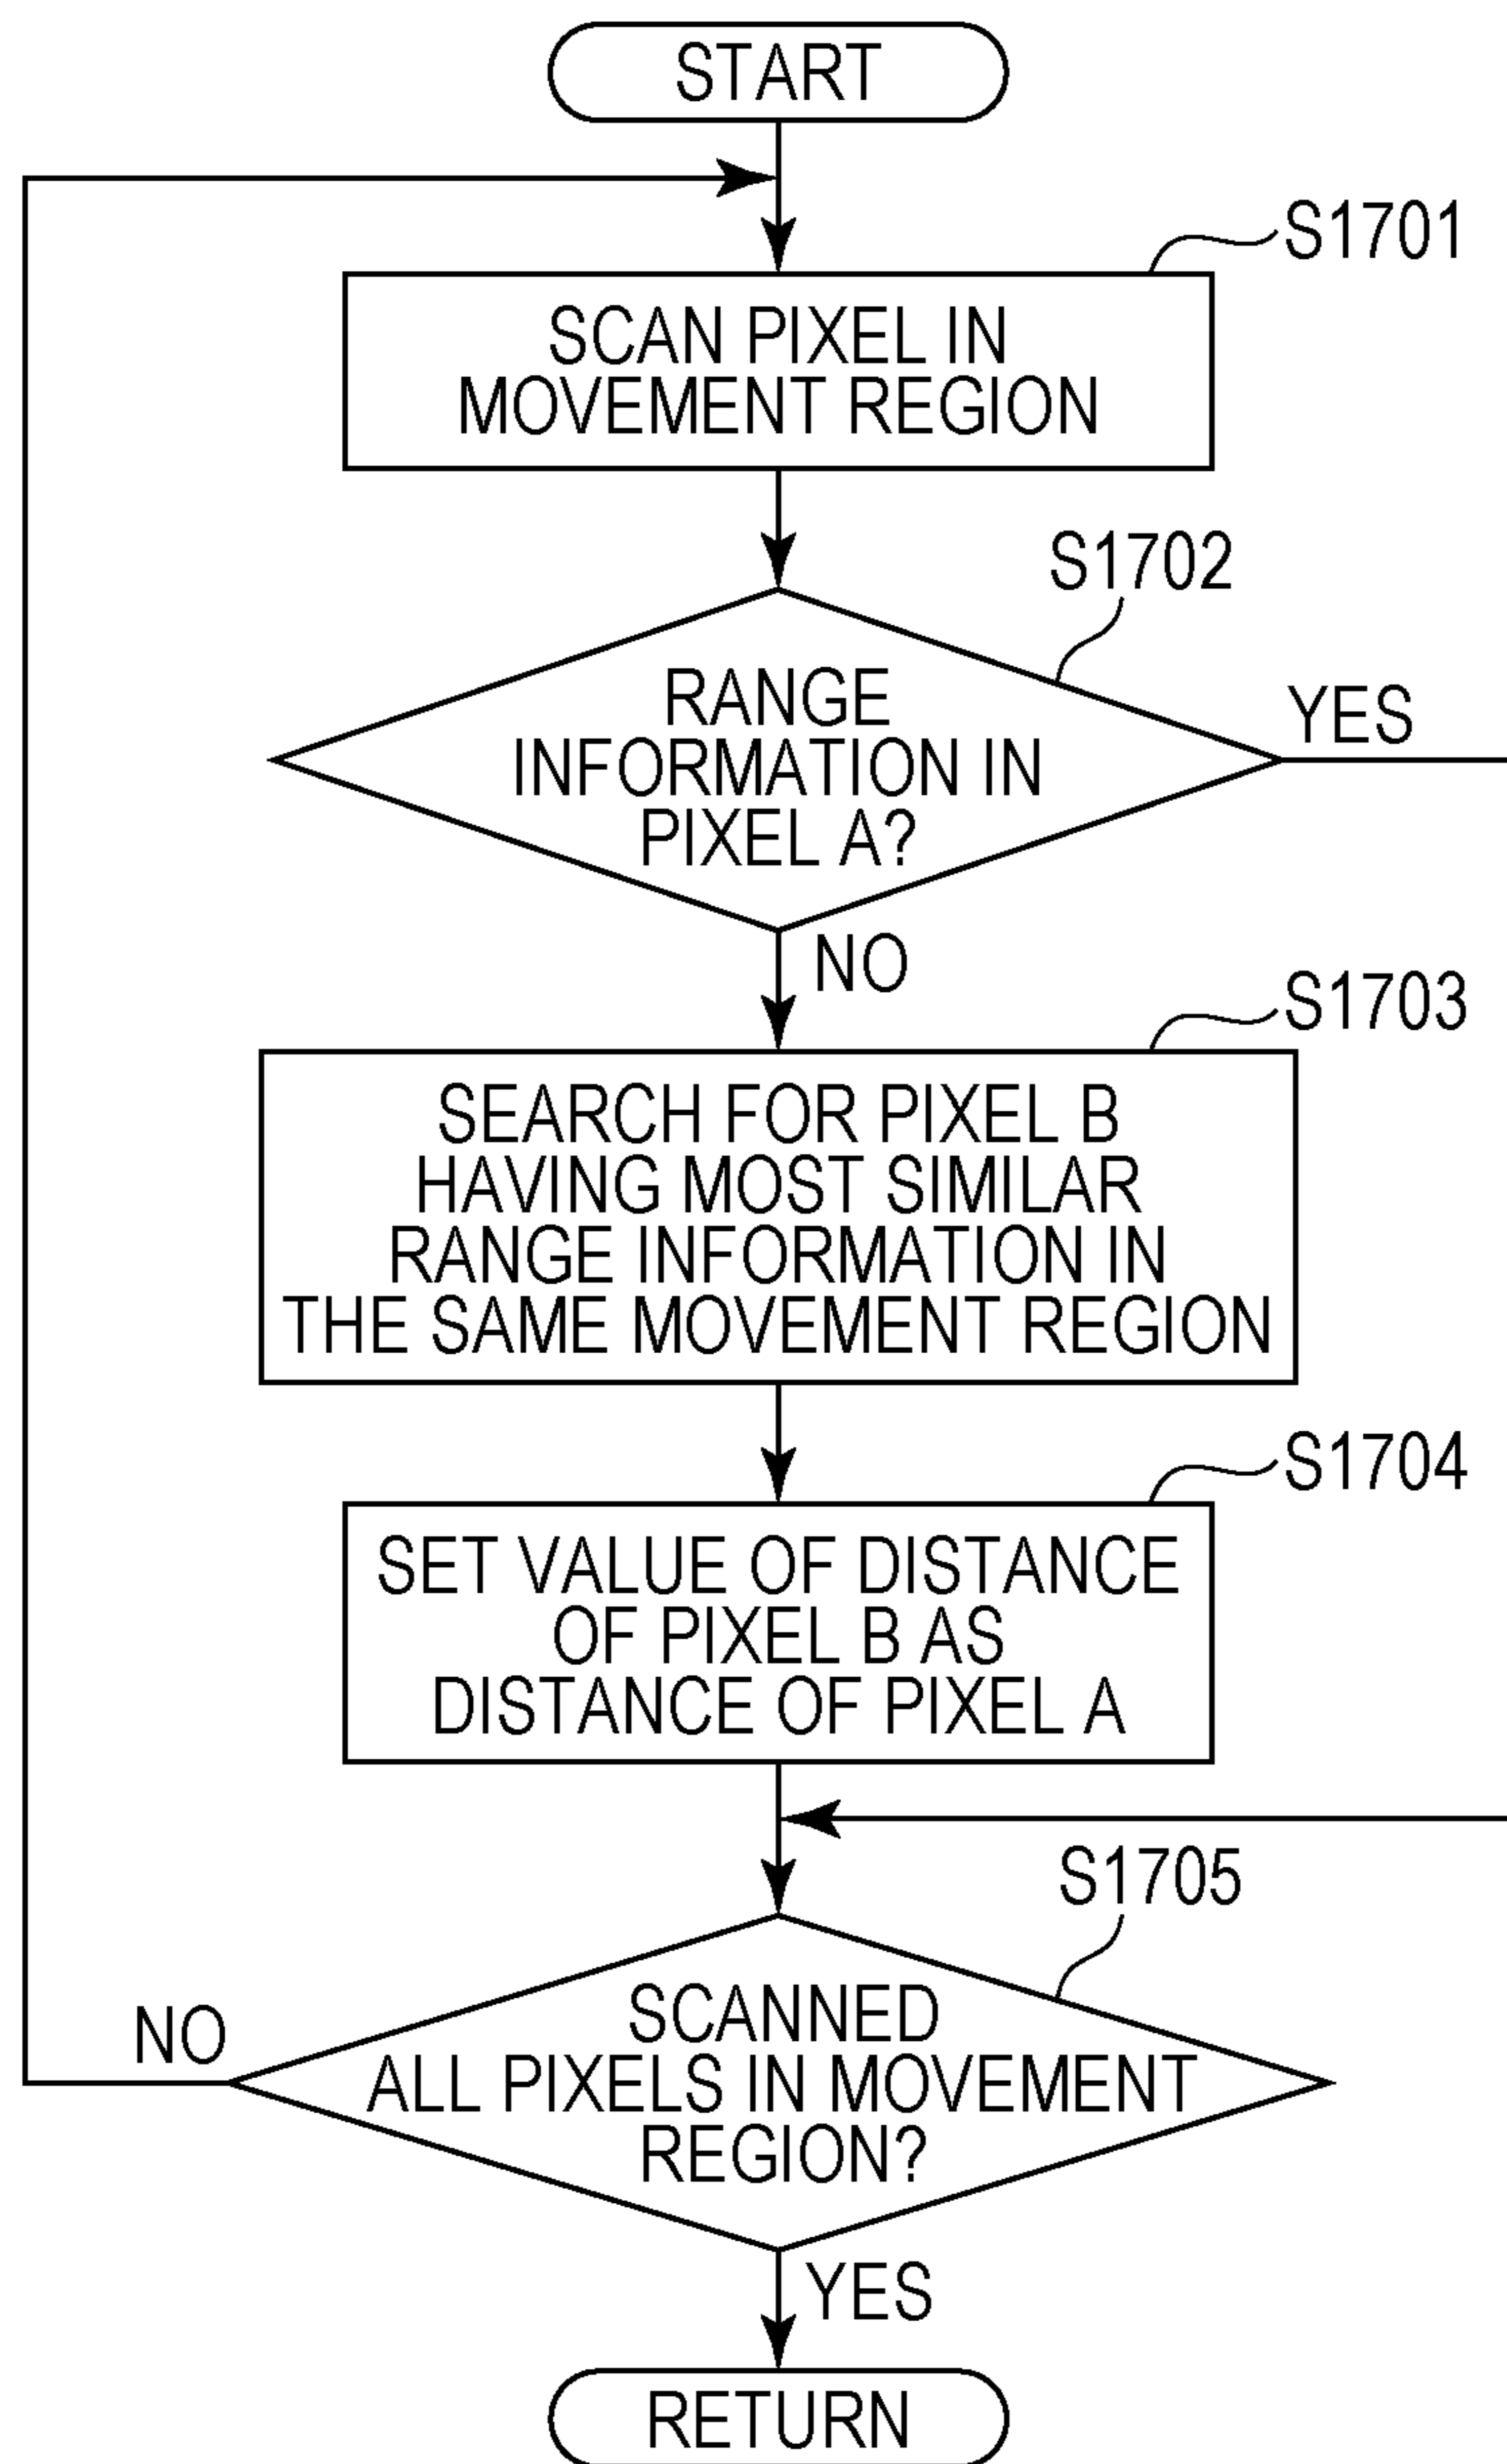 START
S1701
SCAN PIXEL IN
MOVEMENT REGION
S1702
RANGE
INFORMATION IN
PIXEL A?
YES
NO
S1703
SEARCH FOR PIXEL B
HAVING MOST SIMILAR
RANGE INFORMATION IN
THE SAME MOVEMENT REGION
S1704
SET VALUE OF DISTANCE
OF PIXEL B AS
DISTANCE OF PIXEL A
S1705
SCANNED
ALL PIXELS IN MOVEMENT
REGION?
NO
YES
RETURN